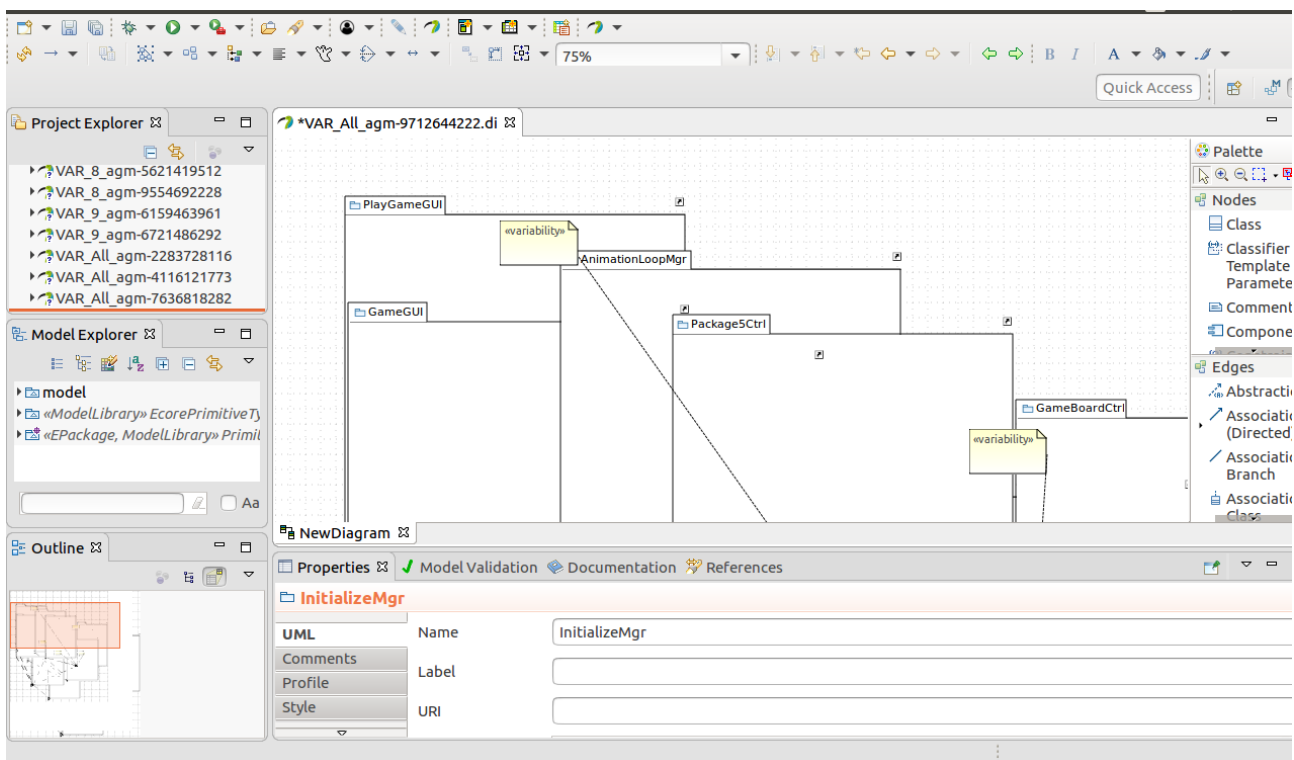 75%
B I A
Quick Access
Project Explorer
VAR_8_agm-5621419512
VAR_8_agm-9554692228
VAR_9_agm-6159463961
VAR_9_agm-6721486292
VAR_All_agm-2283728116
VAR_All_agm-4116121773
VAR_All_agm-7636818282
Model Explorer
model
«ModelLibrary» EcorePrimitiveTy
«EPackage, ModelLibrary» Primit
Aa
Outline
*VAR_All_agm-9712644222.di
PlayGameGUI
«variability»
AnimationLoopMgr
GameGUI
Package5Ctrl
GameBoardCtrl
«variability»
NewDiagram
Palette
Nodes
Class
Classifier
Template
Paramete
Comment
Compone
Edges
Abstracti
Associatio
(Directed)
Associatio
Branch
Associatio
Class
Properties
Model Validation
Documentation
References
InitializeMgr
UML
Comments
Profile
Style
Name
InitializeMgr
Label
URI